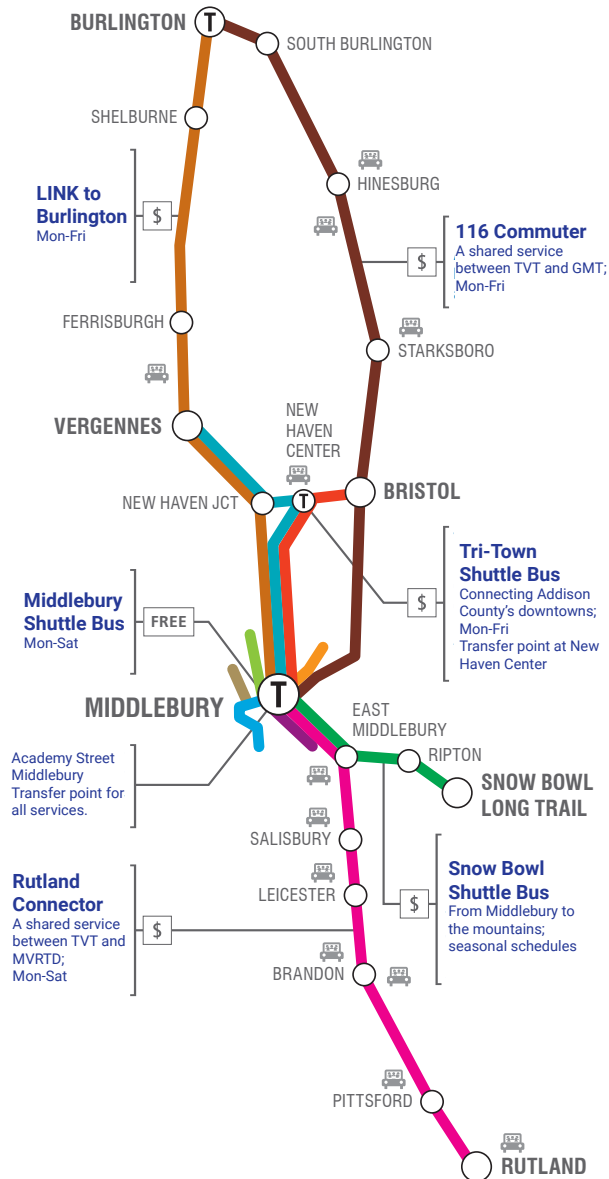 BURLINGTON
T
SOUTH BURLINGTON
SHELBURNE
HINESBURG
LINK to
Burlington
Mon-Fri
$
116 Commuter
A shared service
between TVT and GMT;
Mon-Fri
$
FERRISBURGH
STARKSBORO
NEW
HAVEN
CENTER
VERGENNES
BRISTOL
NEW HAVEN JCT
T
Tri-Town
Shuttle Bus
Connecting Addison
County's downtowns;
Mon-Fri
Transfer point at New
Haven Center
$
Middlebury
Shuttle Bus
Mon-Sat
FREE
MIDDLEBURY
T
EAST
MIDDLEBURY
RIPTON
SNOW BOWL
LONG TRAIL
Academy Street
Middlebury
Transfer point for
all services.
SALISBURY
Rutland
Connector
A shared service
between TVT and
MVRTD;
Mon-Sat
$
LEICESTER
Snow Bowl
Shuttle Bus
From Middlebury to
the mountains;
seasonal schedules
$
BRANDON
PITTSFORD
RUTLAND